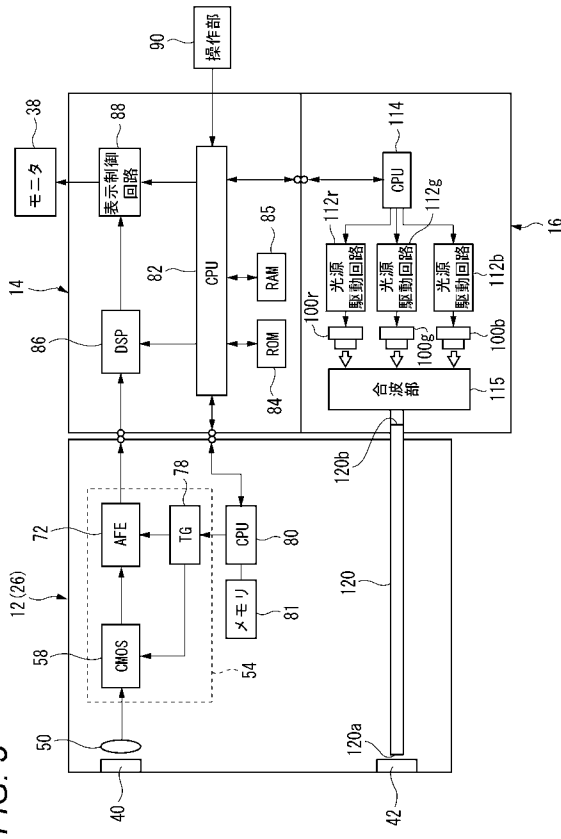 FIG.
12(26)
14
38
モニタ
58
72
86
88
CMOS
AFE
DSP
表示制御
回路
90
操作部
50
78
TG
82
CPU
54
CPU
80
メモリ
81
ROM
84
RAM
85
40
114
CPU
112r
光源
駆動回路
112g
光源
駆動回路
112b
光源
駆動回路
100r
100g
100b
合波部
115
16
120b
120
120a
42